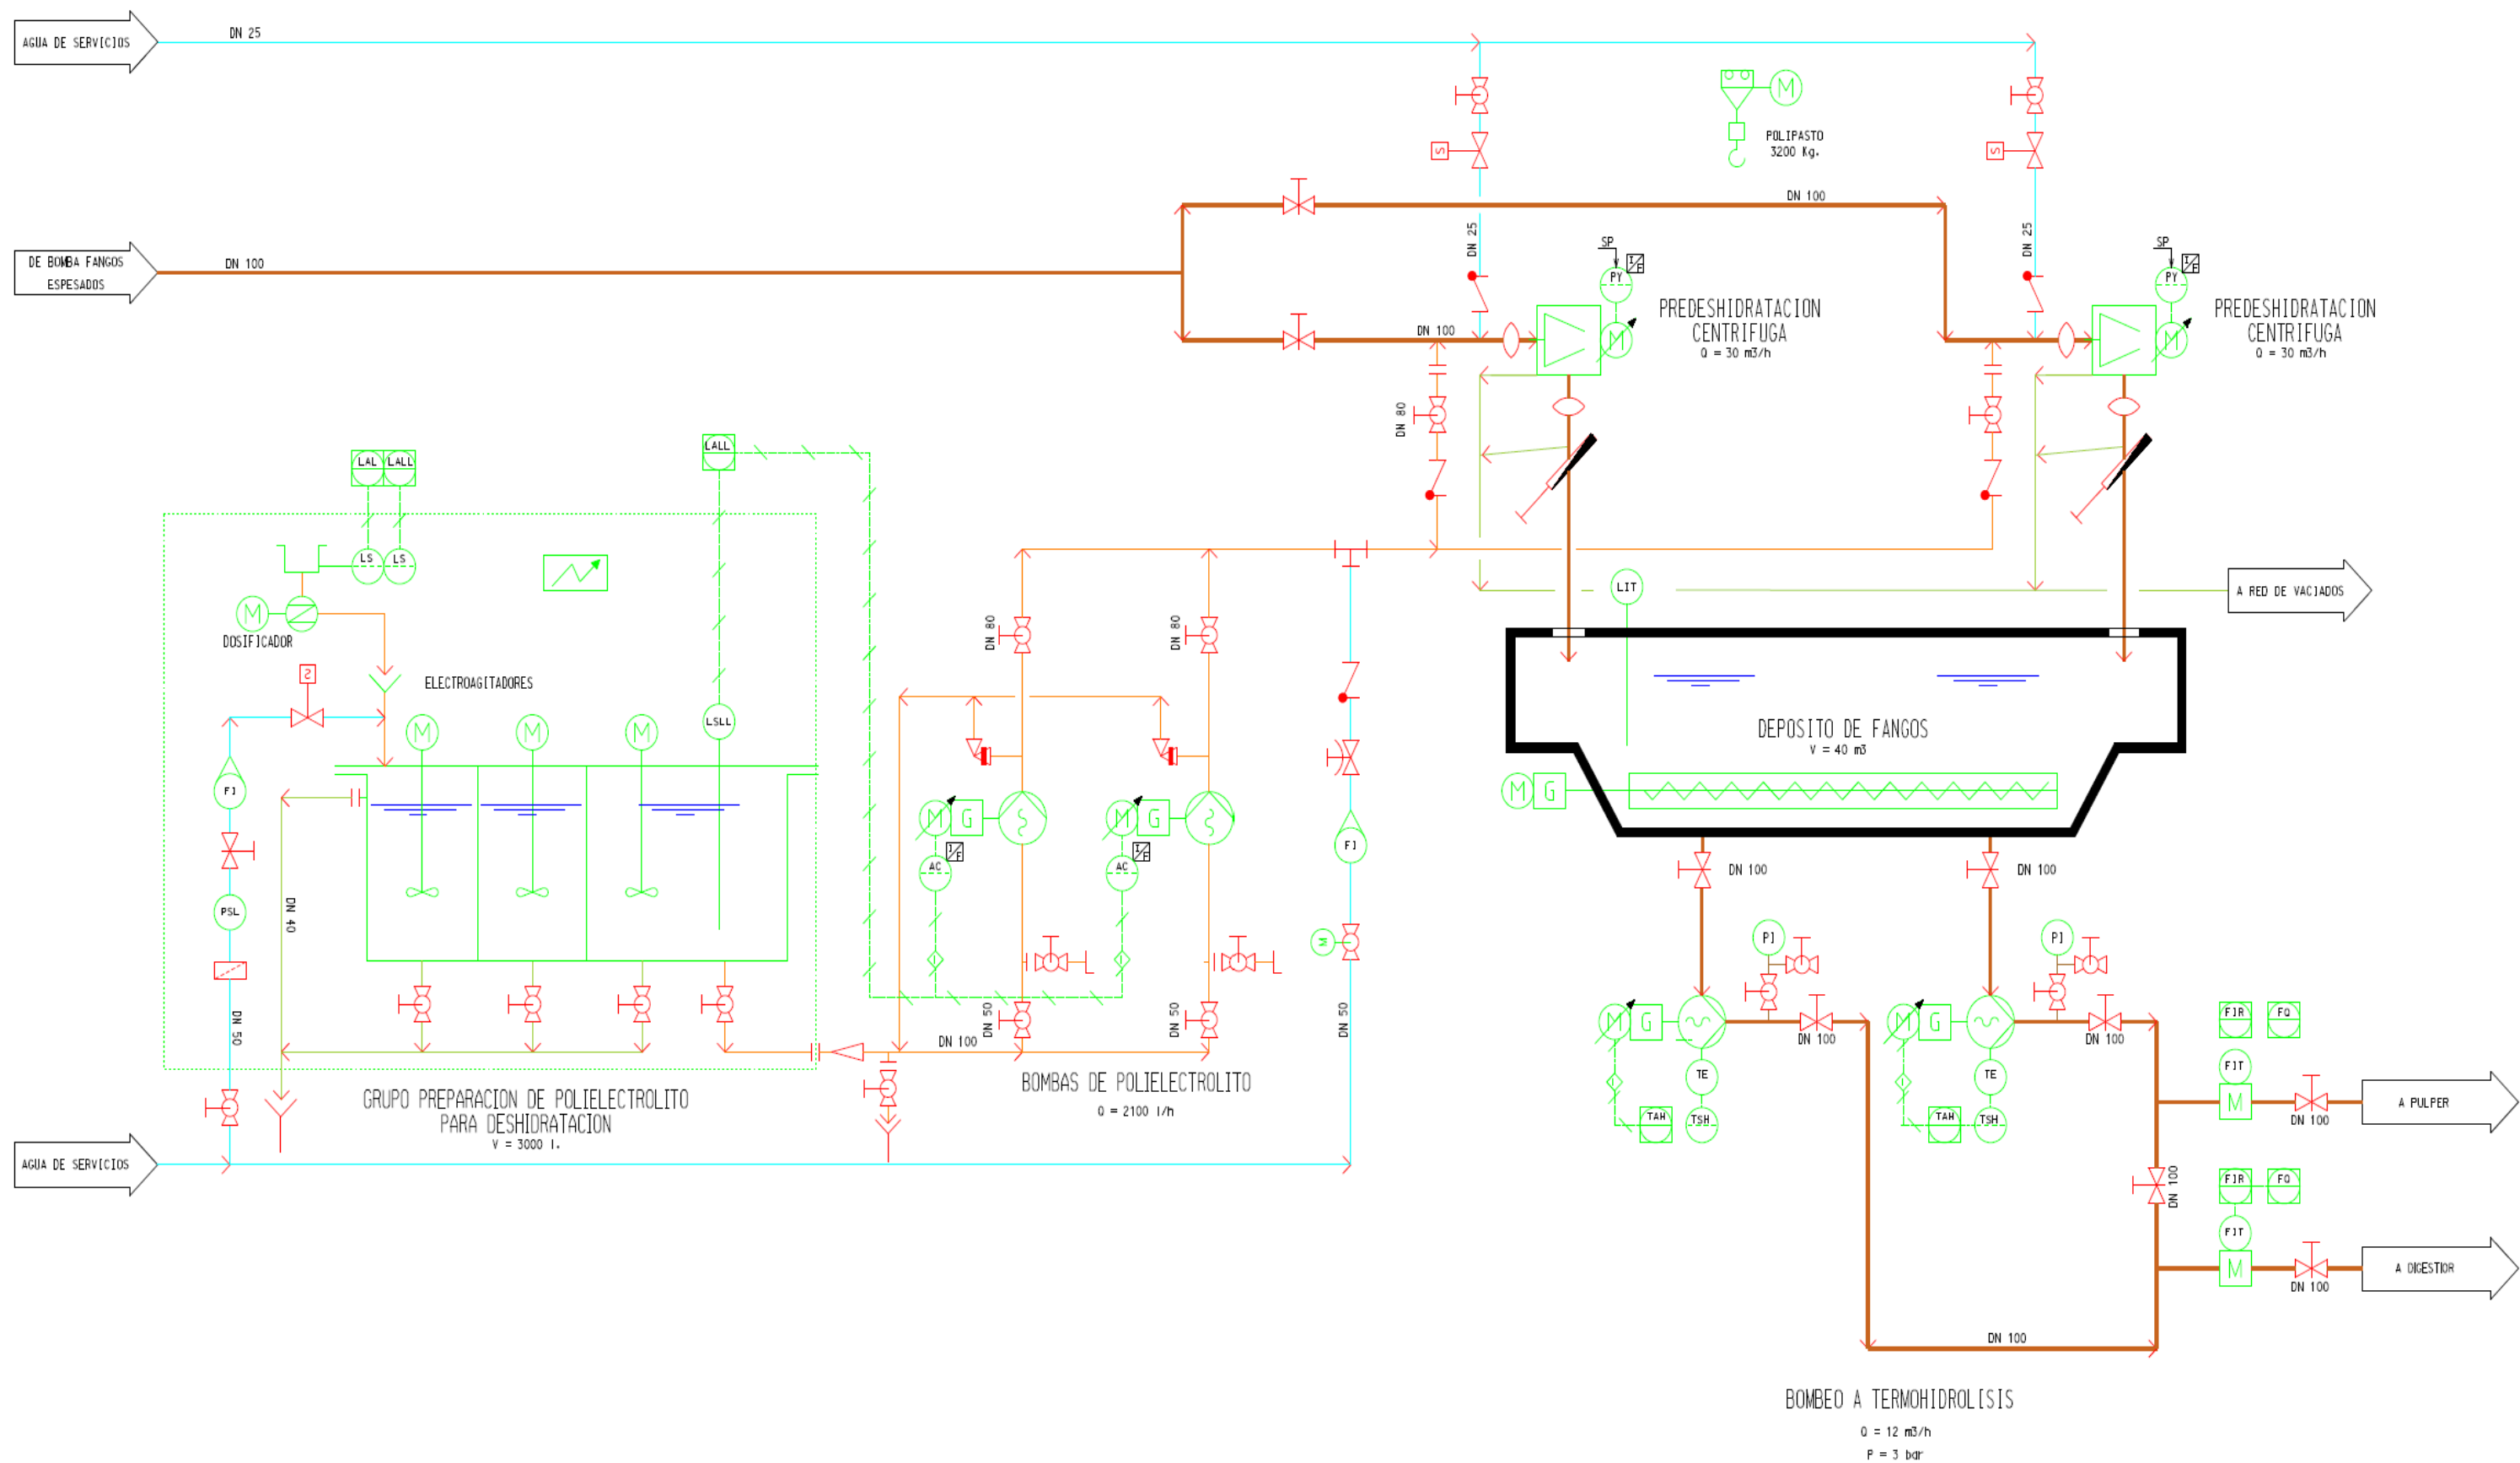 AGUA DE SERVICIOS
DN 25
M
POLIPASTO
3200 Kg.
S
S
DN 100
DE BOMBA FANGOS
ESPESADOS
DN 100
DN 25
DN 25
SP
I/F
PY
M
SP
I/F
PY
M
PREDESHIDRATACION
CENTRIFUGA
Q = 30 m3/h
PREDESHIDRATACION
CENTRIFUGA
Q = 30 m3/h
DN 100
DN 80
LAL
LALL
LALL
LS
LS
M
DOSIFICADOR
S
ELECTROAGITADORES
M
M
M
LSLL
FI
PSL
DN 50
DN 40
GRUPO PREPARACION DE POLIELECTROLITO
PARA DESHIDRATACION
V = 3000 l.
AGUA DE SERVICIOS
DN 80
DN 80
M
G
I/F
AC
M
G
I/F
AC
DN 50
DN 50
DN 100
BOMBAS DE POLIELECTROLITO
Q = 2100 l/h
FI
M
DN 50
LIT
A RED DE VACIADOS
DEPOSITO DE FANGOS
V = 40 m3
M
G
DN 100
DN 100
PI
PI
M
G
DN 100
TE
TAH
TSH
M
G
DN 100
TE
TAH
TSH
FIR
FQ
FIT
M
DN 100
A PULPER
DN 100
FIR
FQ
FIT
M
DN 100
A DIGESTIOR
DN 100
BOMBEO A TERMOHIDROLISIS
Q = 12 m3/h
P = 3 bar